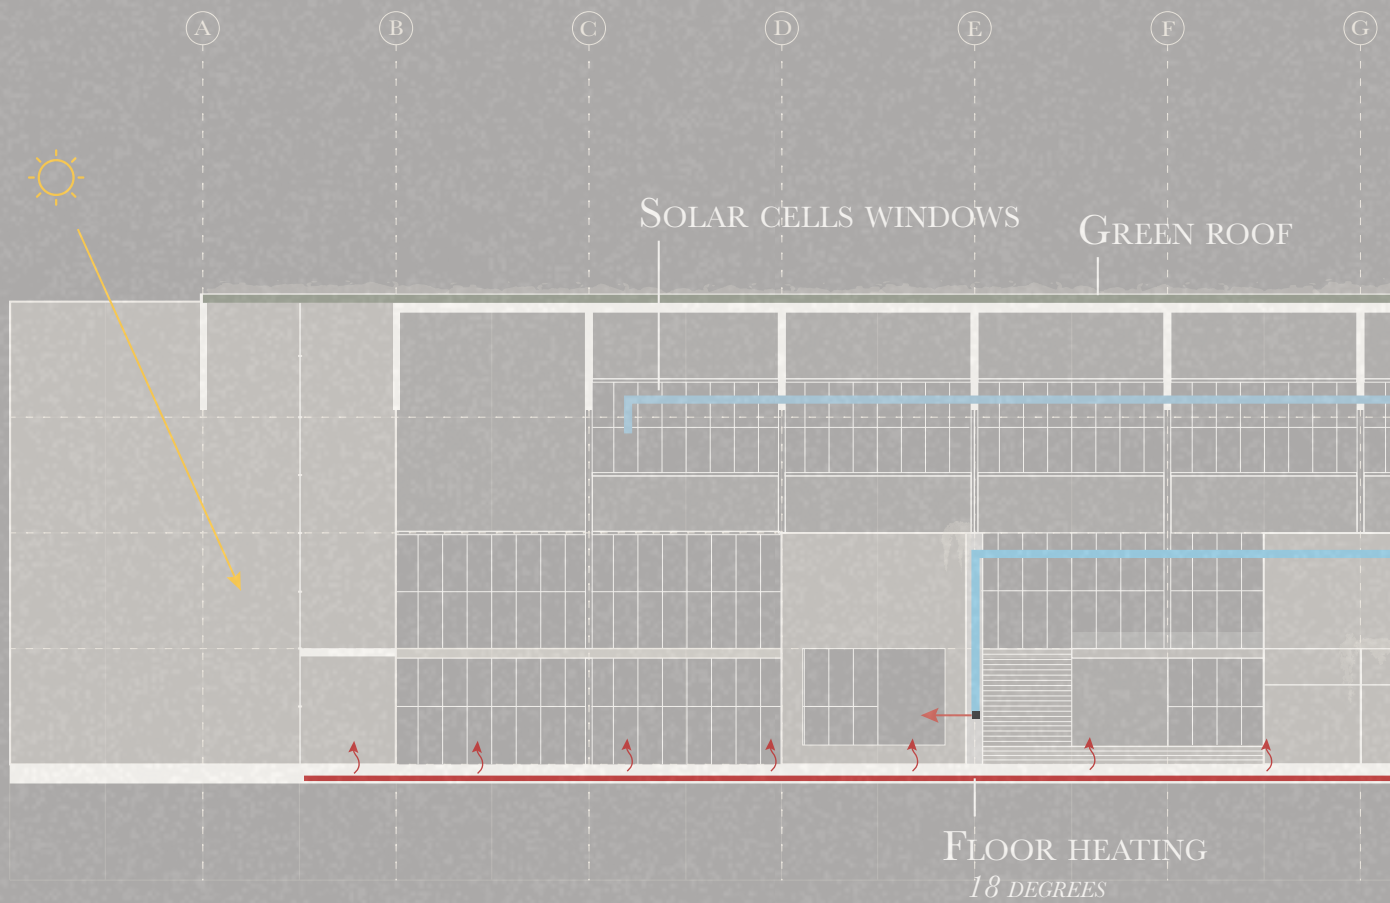 A B C D E F G
Solar cells windows
Green roof
Floor heating
18 degrees